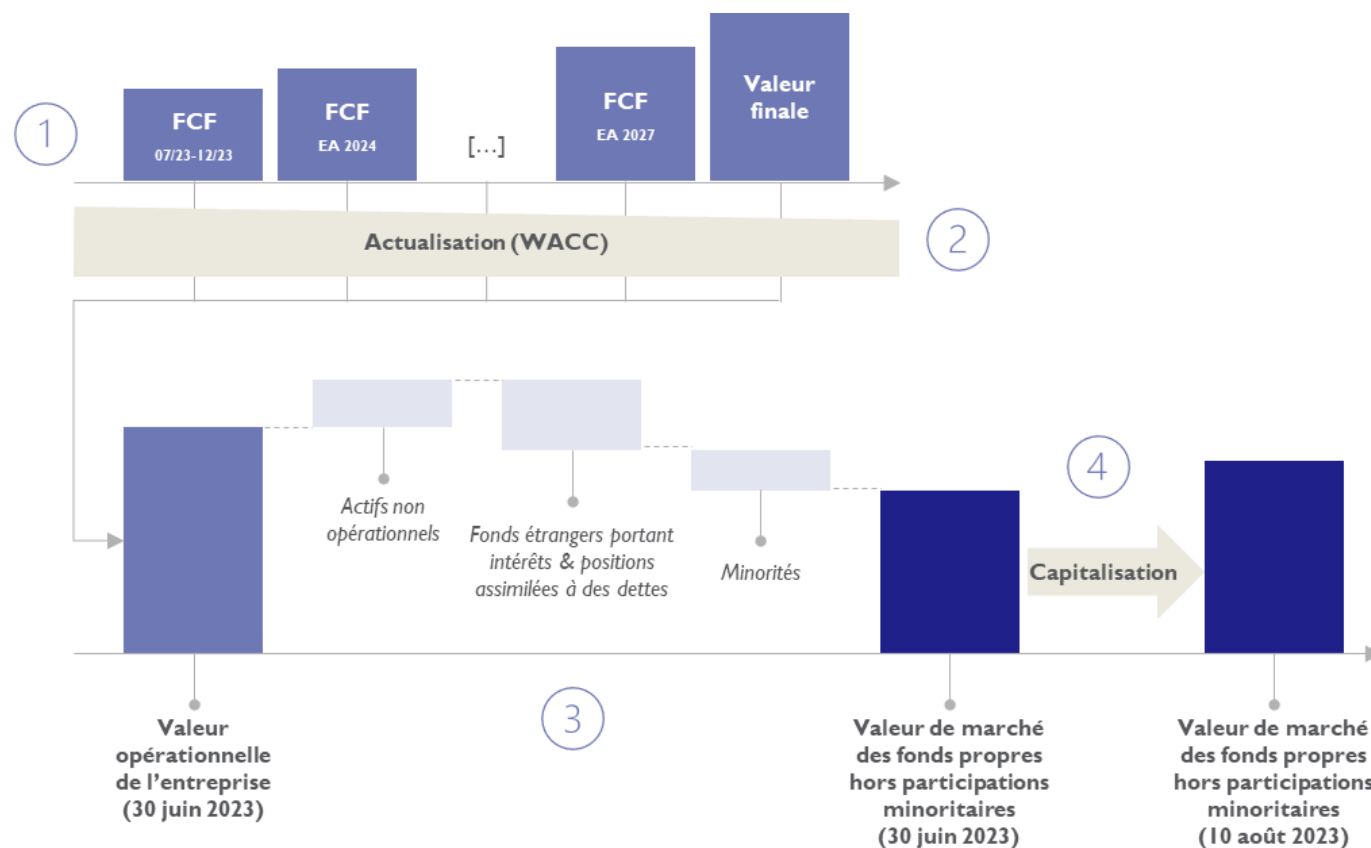 1
FCF
07/23-12/23
FCF
EA 2024
[...]
FCF
EA 2027
Valeur
finale
Actualisation (WACC)
2
Actifs non
opérationnels
Fonds étrangers portant
intérêts & positions
assimilées à des dettes
Minorités
4
Capitalisation
3
Valeur
opérationnelle
de l'entreprise
(30 juin 2023)
Valeur de marché
des fonds propres
hors participations
minoritaires
(30 juin 2023)
Valeur de marché
des fonds propres
hors participations
minoritaires
(10 août 2023)